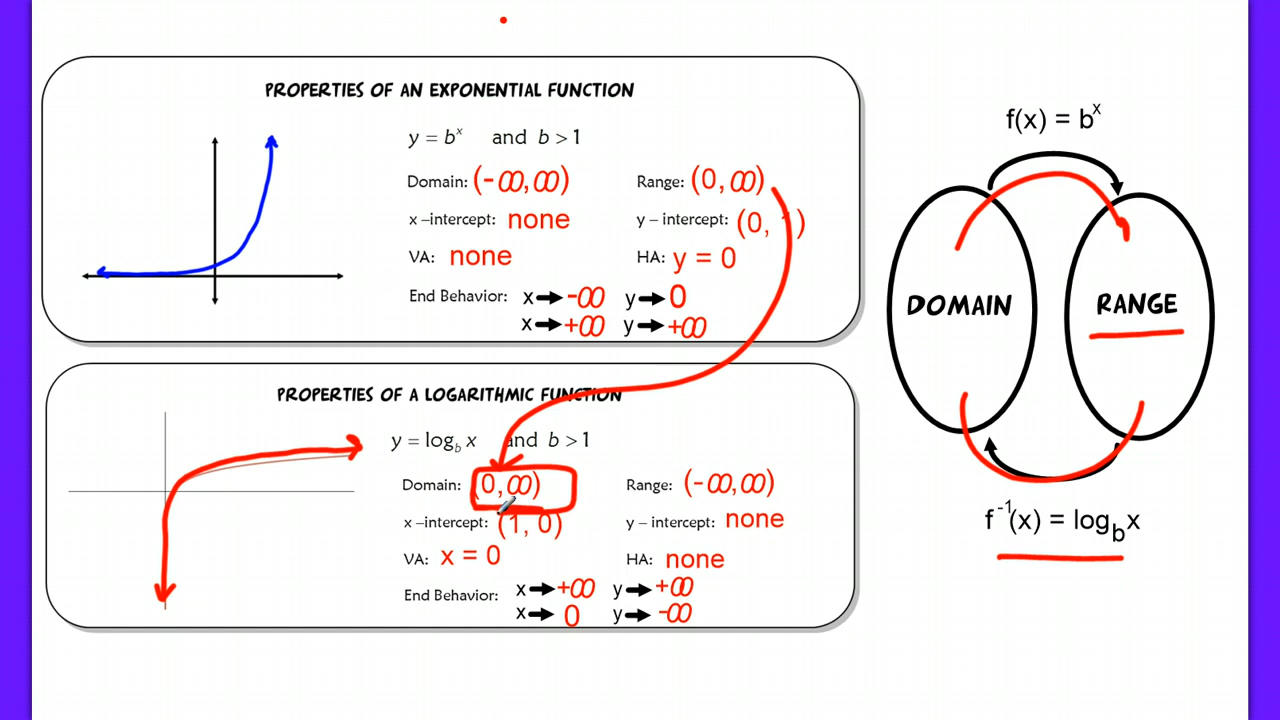 PROPERTIES OF AN EXPONENTIAL FUNCTION
y = bˣ and b > 1
Domain: (-∞,∞) Range: (0,∞)
x –intercept: none y – intercept: (0, 1)
VA: none HA: y = 0
End Behavior: x→ -∞ y→ 0
x→ +∞ y→ +∞
PROPERTIES OF A LOGARITHMIC FUNCTION
y = log_b x and b > 1
Domain: (0,∞) Range: (-∞,∞)
x –intercept: (1, 0) y – intercept: none
VA: x = 0 HA: none
End Behavior: x→ +∞ y→ +∞
x→ 0 y→ -∞
f(x) = bˣ
DOMAIN RANGE
f⁻¹(x) = log_b x